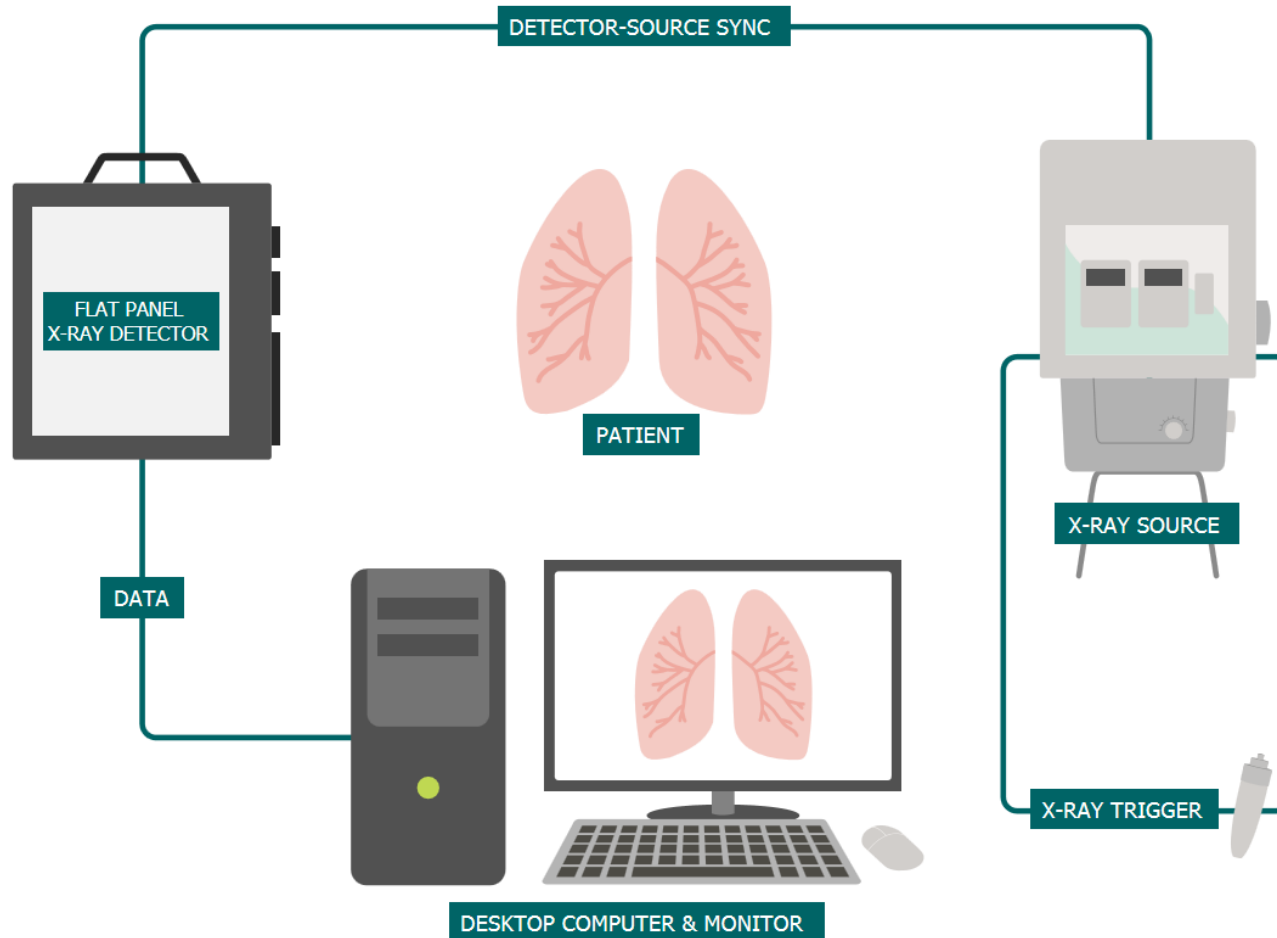 DETECTOR-SOURCE SYNC
FLAT PANEL
X-RAY DETECTOR
PATIENT
X-RAY SOURCE
DATA
X-RAY TRIGGER
DESKTOP COMPUTER & MONITOR